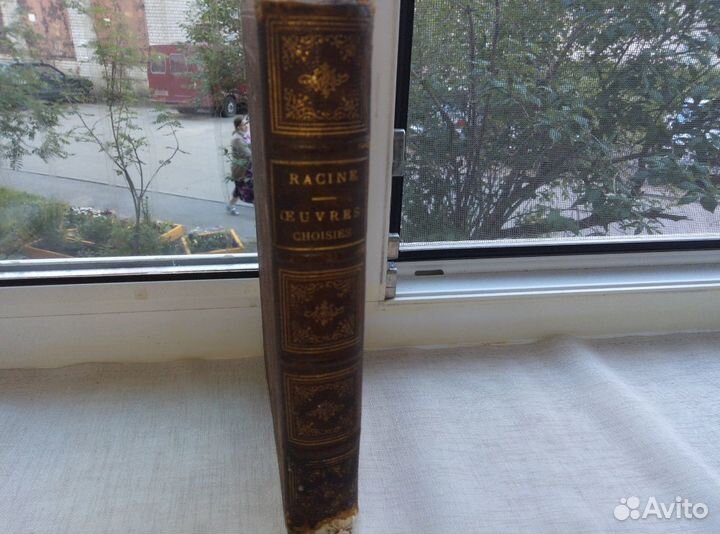 RACINE
ŒUVRES
CHOISIES
Avito